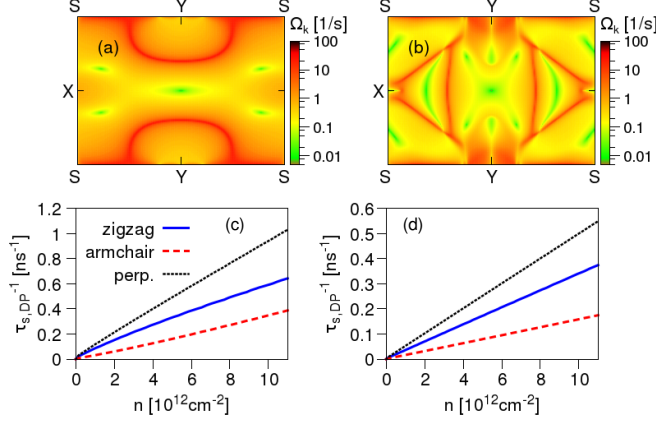 S Y S Ω_k [1/s]
(a)
100
10
1
0.1
0.01
X
S Y S
S Y S Ω_k [1/s]
(b)
100
10
1
0.1
0.01
X
S Y S
τ_s,DP^-1 [ns^-1]
1.2
1
0.8
0.6
0.4
0.2
0
zigzag
armchair
perp.
(c)
0 2 4 6 8 10
n [10^12cm^-2]
τ_s,DP^-1 [ns^-1]
0.6
0.5
0.4
0.3
0.2
0.1
0
(d)
0 2 4 6 8 10
n [10^12cm^-2]